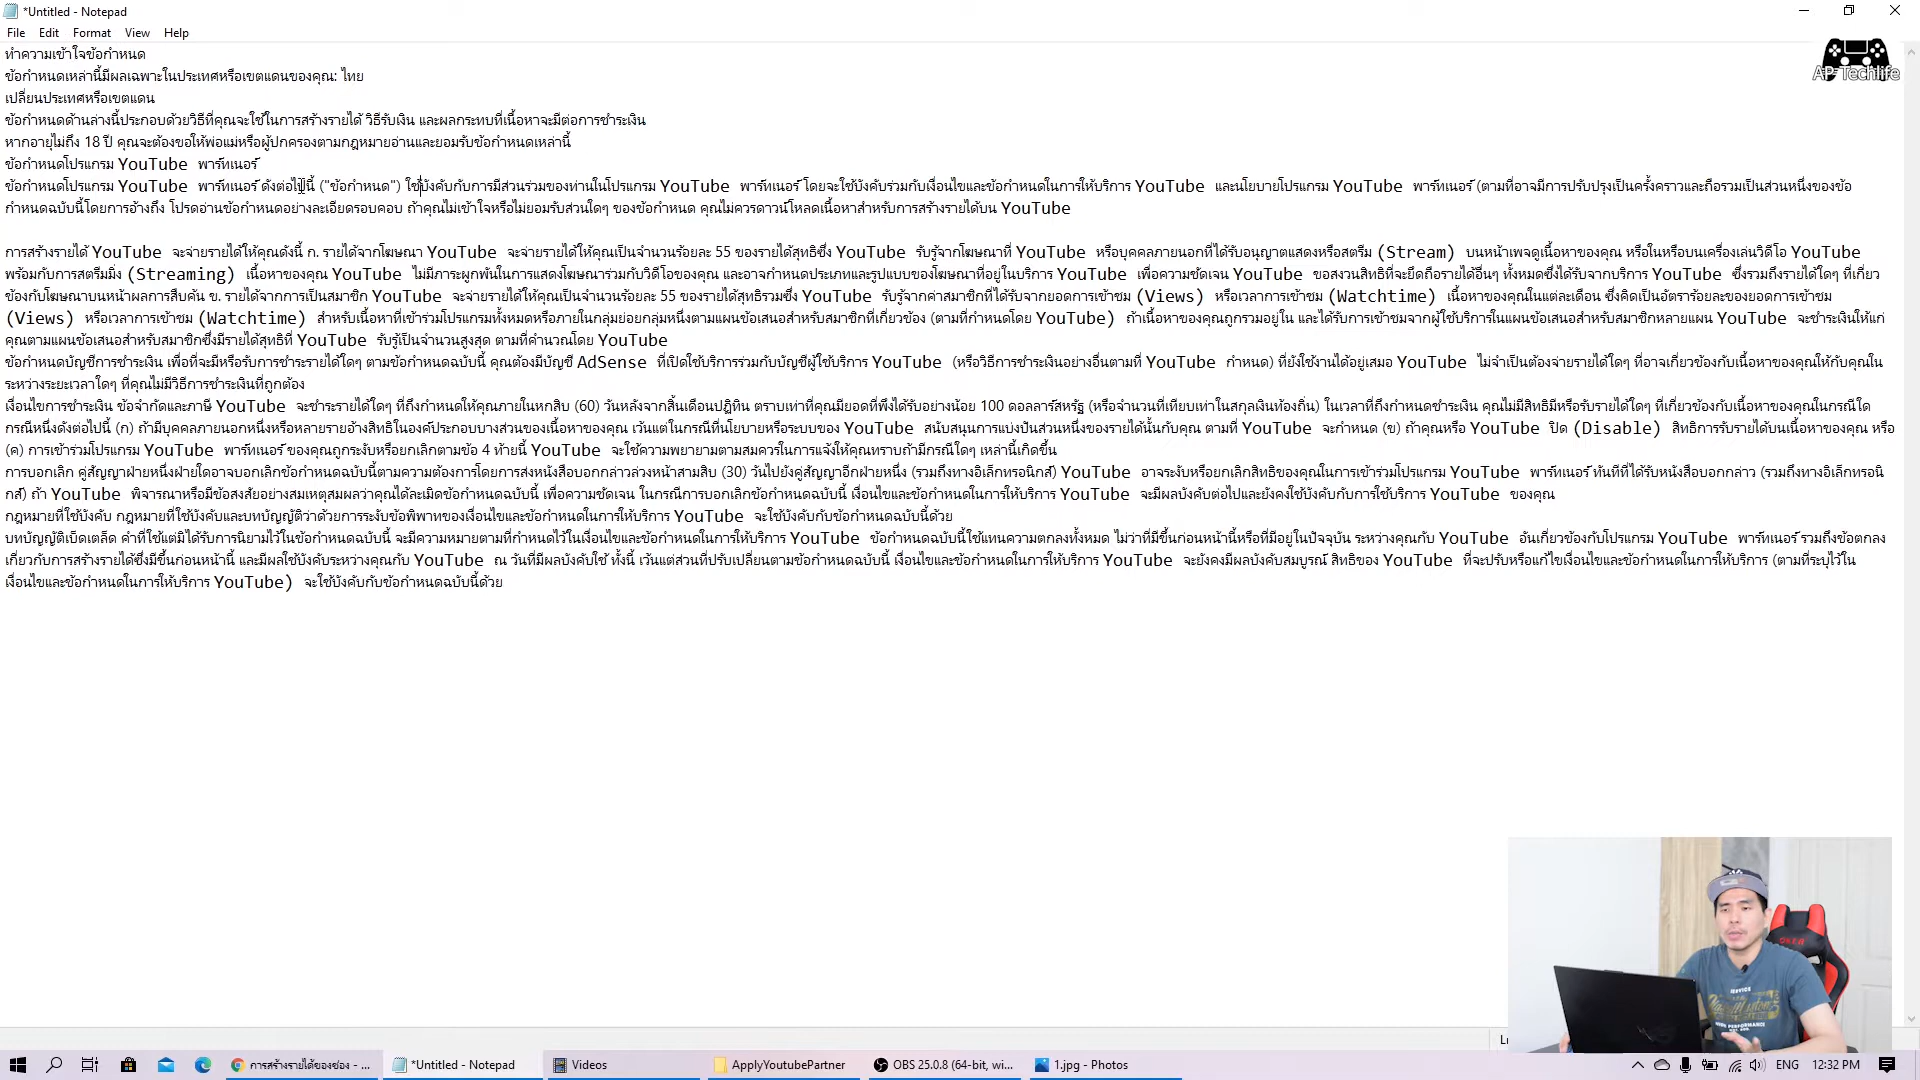 *Untitled - Notepad
File Edit Format View Help
AP Techlife
ทำความเข้าใจข้อกำหนด
ข้อกำหนดเหล่านี้มีผลเฉพาะในประเทศหรือเขตแดนของคุณ: ไทย
เปลี่ยนประเทศหรือเขตแดน
ข้อกำหนดด้านล่างนี้ประกอบด้วยวิธีที่คุณจะใช้ในการสร้างรายได้ วิธีรับเงิน และผลกระทบที่เนื้อหาจะมีต่อการชำระเงิน
หากอายุไม่ถึง 18 ปี คุณจะต้องขอให้พ่อแม่หรือผู้ปกครองตามกฎหมายอ่านและยอมรับข้อกำหนดเหล่านี้
ข้อกำหนดโปรแกรม YouTube พาร์ทเนอร์
ข้อกำหนดโปรแกรม YouTube พาร์ทเนอร์ ดังต่อไปนี้ ("ข้อกำหนด") ใช้บังคับกับการมีส่วนร่วมของท่านในโปรแกรม YouTube พาร์ทเนอร์ โดยจะใช้บังคับร่วมกับเงื่อนไขและข้อกำหนดในการให้บริการ YouTube และนโยบายโปรแกรม YouTube พาร์ทเนอร์ (ตามที่อาจมีการปรับปรุงเป็นครั้งคราวและถือรวมเป็นส่วนหนึ่งของข้อ
กำหนดฉบับนี้โดยการอ้างถึง โปรดอ่านข้อกำหนดอย่างละเอียดรอบคอบ ถ้าคุณไม่เข้าใจหรือไม่ยอมรับส่วนใดๆ ของข้อกำหนด คุณไม่ควรดาวน์โหลดเนื้อหาสำหรับการสร้างรายได้บน YouTube
การสร้างรายได้ YouTube จะจ่ายรายได้ให้คุณดังนี้ ก. รายได้จากโฆษณา YouTube จะจ่ายรายได้ให้คุณเป็นจำนวนร้อยละ 55 ของรายได้สุทธิซึ่ง YouTube รับรู้จากโฆษณาที่ YouTube หรือบุคคลภายนอกที่ได้รับอนุญาตแสดงหรือสตรีม (Stream) บนหน้าเพจดูเนื้อหาของคุณ หรือในหรือบนเครื่องเล่นวิดีโอ YouTube
พร้อมกับการสตรีมมิ่ง (Streaming) เนื้อหาของคุณ YouTube ไม่มีภาระผูกพันในการแสดงโฆษณาร่วมกับวิดีโอของคุณ และอาจกำหนดประเภทและรูปแบบของโฆษณาที่อยู่ในบริการ YouTube เพื่อความชัดเจน YouTube ขอสงวนสิทธิที่จะยึดถือรายได้อื่นๆ ทั้งหมดซึ่งได้รับจากบริการ YouTube ซึ่งรวมถึงรายได้ใดๆ ที่เกี่ยว
ข้องกับโฆษณาบนหน้าผลการสืบค้น ข. รายได้จากการเป็นสมาชิก YouTube จะจ่ายรายได้ให้คุณเป็นจำนวนร้อยละ 55 ของรายได้สุทธิรวมซึ่ง YouTube รับรู้จากค่าสมาชิกที่ได้รับจากยอดการเข้าชม (Views) หรือเวลาการเข้าชม (Watchtime) เนื้อหาของคุณในแต่ละเดือน ซึ่งคิดเป็นอัตราร้อยละของยอดการเข้าชม
(Views) หรือเวลาการเข้าชม (Watchtime) สำหรับเนื้อหาที่เข้าร่วมโปรแกรมทั้งหมดหรือภายในกลุ่มย่อยกลุ่มหนึ่งตามแผนข้อเสนอสำหรับสมาชิกที่เกี่ยวข้อง (ตามที่กำหนดโดย YouTube) ถ้าเนื้อหาของคุณถูกรวมอยู่ใน และได้รับการเข้าชมจากผู้ใช้บริการในแผนข้อเสนอสำหรับสมาชิกหลายแผน YouTube จะชำระเงินให้แก่
คุณตามแผนข้อเสนอสำหรับสมาชิกซึ่งมีรายได้สุทธิที่ YouTube รับรู้เป็นจำนวนสูงสุด ตามที่คำนวณโดย YouTube
ข้อกำหนดบัญชีการชำระเงิน เพื่อที่จะมีหรือรับการชำระรายได้ใดๆ ตามข้อกำหนดฉบับนี้ คุณต้องมีบัญชี AdSense ที่เปิดใช้บริการร่วมกับบัญชีผู้ใช้บริการ YouTube (หรือวิธีการชำระเงินอย่างอื่นตามที่ YouTube กำหนด) ที่ยังใช้งานได้อยู่เสมอ YouTube ไม่จำเป็นต้องจ่ายรายได้ใดๆ ที่อาจเกี่ยวข้องกับเนื้อหาของคุณให้กับคุณใน
ระหว่างระยะเวลาใดๆ ที่คุณไม่มีวิธีการชำระเงินที่ถูกต้อง
เงื่อนไขการชำระเงิน ข้อจำกัดและภาษี YouTube จะชำระรายได้ใดๆ ที่ถึงกำหนดให้คุณภายในหกสิบ (60) วันหลังจากสิ้นเดือนปฎิทิน ตราบเท่าที่คุณมียอดที่พึงได้รับอย่างน้อย 100 ดอลลาร์สหรัฐ (หรือจำนวนที่เทียบเท่าในสกุลเงินท้องถิ่น) ในเวลาที่ถึงกำหนดชำระเงิน คุณไม่มีสิทธิมีหรือรับรายได้ใดๆ ที่เกี่ยวข้องกับเนื้อหาของคุณในกรณีใด
กรณีหนึ่งดังต่อไปนี้ (ก) ถ้ามีบุคคลภายนอกหนึ่งหรือหลายรายอ้างสิทธิในองค์ประกอบบางส่วนของเนื้อหาของคุณ เว้นแต่ในกรณีที่นโยบายหรือระบบของ YouTube สนับสนุนการแบ่งปันส่วนหนึ่งของรายได้นั้นกับคุณ ตามที่ YouTube จะกำหนด (ข) ถ้าคุณหรือ YouTube ปิด (Disable) สิทธิการรับรายได้บนเนื้อหาของคุณ หรือ
(ค) การเข้าร่วมโปรแกรม YouTube พาร์ทเนอร์ ของคุณถูกระงับหรือยกเลิกตามข้อ 4 ท้ายนี้ YouTube จะใช้ความพยายามตามสมควรในการแจ้งให้คุณทราบถ้ามีกรณีใดๆ เหล่านี้เกิดขึ้น
การบอกเลิก คู่สัญญาฝ่ายหนึ่งฝ่ายใดอาจบอกเลิกข้อกำหนดฉบับนี้ตามความต้องการโดยการส่งหนังสือบอกกล่าวล่วงหน้าสามสิบ (30) วันไปยังคู่สัญญาอีกฝ่ายหนึ่ง (รวมถึงทางอิเล็กทรอนิกส์) YouTube อาจระงับหรือยกเลิกสิทธิของคุณในการเข้าร่วมโปรแกรม YouTube พาร์ทเนอร์ ทันทีที่ได้รับหนังสือบอกกล่าว (รวมถึงทางอิเล็กทรอนิ
กส์) ถ้า YouTube พิจารณาหรือมีข้อสงสัยอย่างสมเหตุสมผลว่าคุณได้ละเมิดข้อกำหนดฉบับนี้ เพื่อความชัดเจน ในกรณีการบอกเลิกข้อกำหนดฉบับนี้ เงื่อนไขและข้อกำหนดในการให้บริการ YouTube จะมีผลบังคับต่อไปและยังคงใช้บังคับกับการใช้บริการ YouTube ของคุณ
กฎหมายที่ใช้บังคับ กฎหมายที่ใช้บังคับและบทบัญญัติว่าด้วยการระงับข้อพิพาทของเงื่อนไขและข้อกำหนดในการให้บริการ YouTube จะใช้บังคับกับข้อกำหนดฉบับนี้ด้วย
บทบัญญัติเบ็ดเตล็ด คำที่ใช้แต่มิได้รับการนิยามไว้ในข้อกำหนดฉบับนี้ จะมีความหมายตามที่กำหนดไว้ในเงื่อนไขและข้อกำหนดในการให้บริการ YouTube ข้อกำหนดฉบับนี้ใช้แทนความตกลงทั้งหมด ไม่ว่าที่มีขึ้นก่อนหน้านี้หรือที่มีอยู่ในปัจจุบัน ระหว่างคุณกับ YouTube อันเกี่ยวข้องกับโปรแกรม YouTube พาร์ทเนอร์ รวมถึงข้อตกลง
เกี่ยวกับการสร้างรายได้ซึ่งมีขึ้นก่อนหน้านี้ และมีผลใช้บังคับระหว่างคุณกับ YouTube ณ วันที่มีผลบังคับใช้ ทั้งนี้ เว้นแต่ส่วนที่ปรับเปลี่ยนตามข้อกำหนดฉบับนี้ เงื่อนไขและข้อกำหนดในการให้บริการ YouTube จะยังคงมีผลบังคับสมบูรณ์ สิทธิของ YouTube ที่จะปรับหรือแก้ไขเงื่อนไขและข้อกำหนดในการให้บริการ (ตามที่ระบุไว้ใน
เงื่อนไขและข้อกำหนดในการให้บริการ YouTube) จะใช้บังคับกับข้อกำหนดฉบับนี้ด้วย
การสร้างรายได้ของช่อง - ... *Untitled - Notepad Videos ApplyYoutubePartner OBS 25.0.8 (64-bit, wi... 1.jpg - Photos ENG 12:32 PM